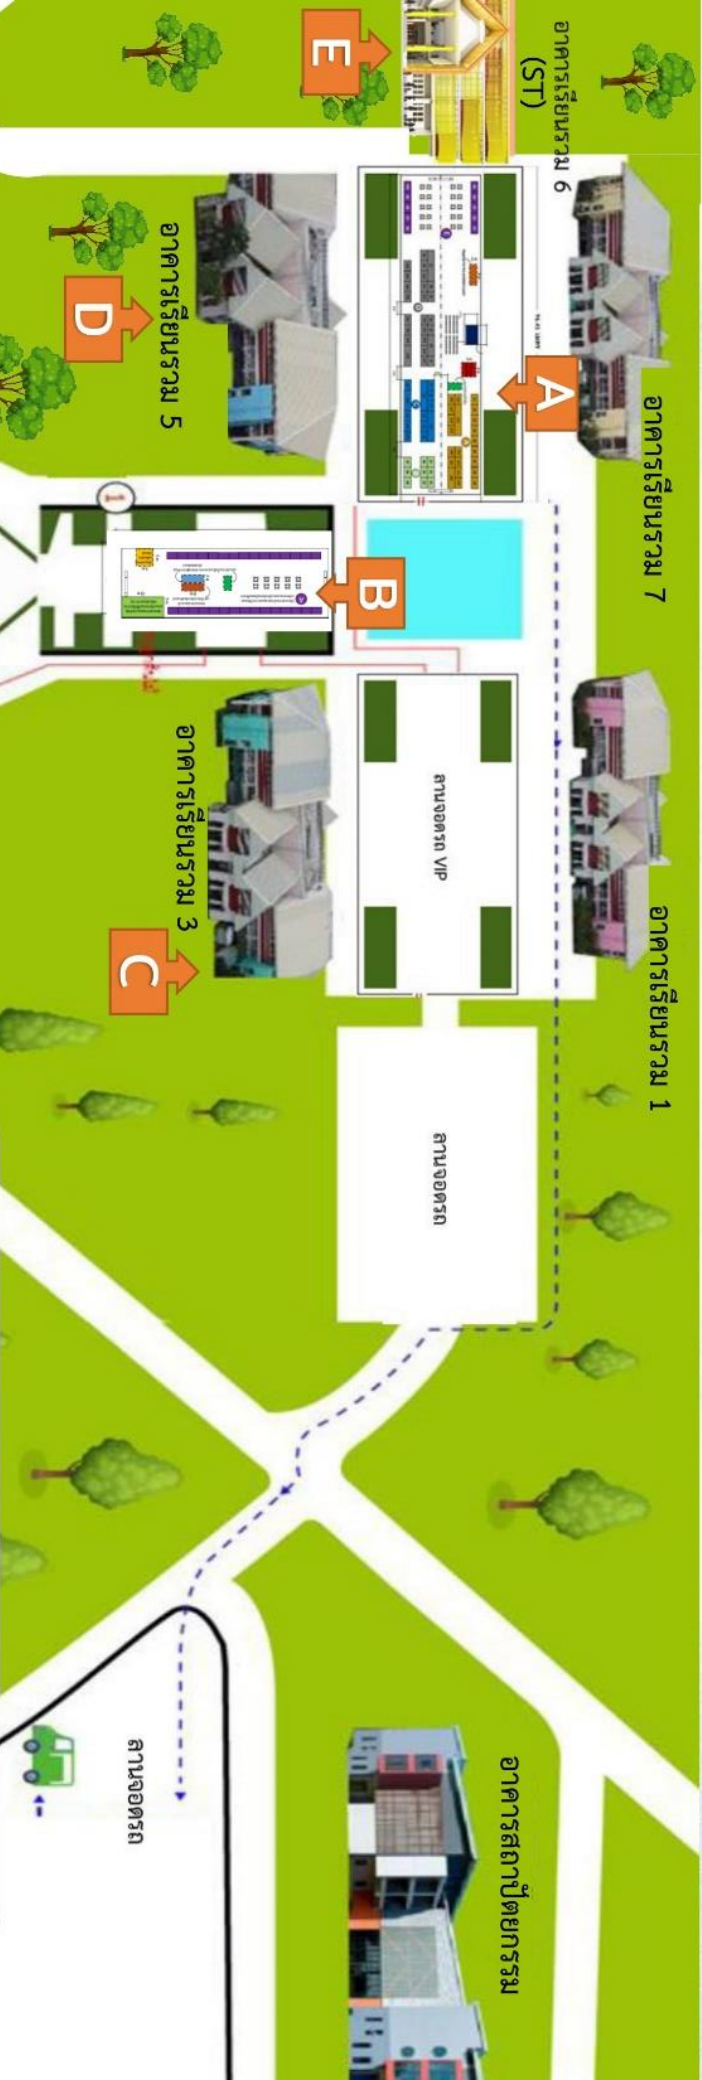 E
อาคารเรียนรวม 6
(ST)
อาคารเรียนรวม 5
D
A
อาคารเรียนรวม 7
B
อาคารเรียนรวม 3
C
ลานจอดรถ VIP
อาคารเรียนรวม 1
ลานจอดรถ
ลานจอดรถ
อาคารสถาปัตยกรรม